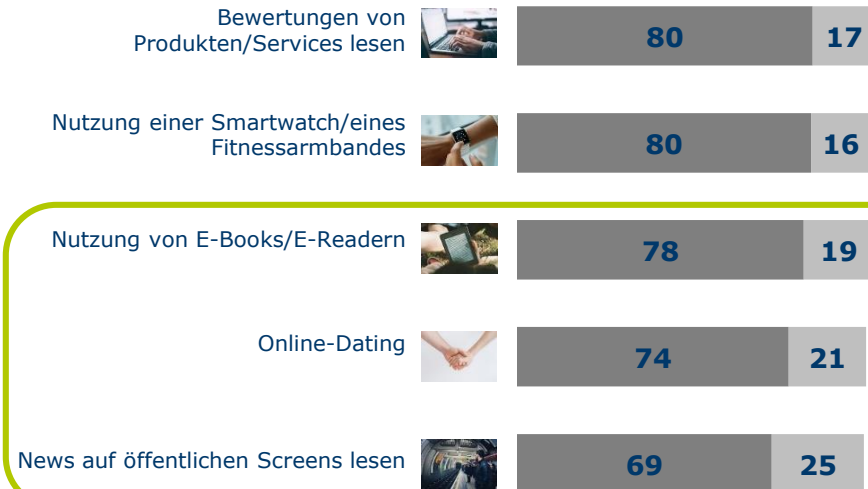 Bewertungen von
Produkten/Services lesen
80 17
Nutzung einer Smartwatch/eines
Fitnessarmbandes
80 16
Nutzung von E-Books/E-Readern
78 19
Online-Dating
74 21
News auf öffentlichen Screens lesen
69 25